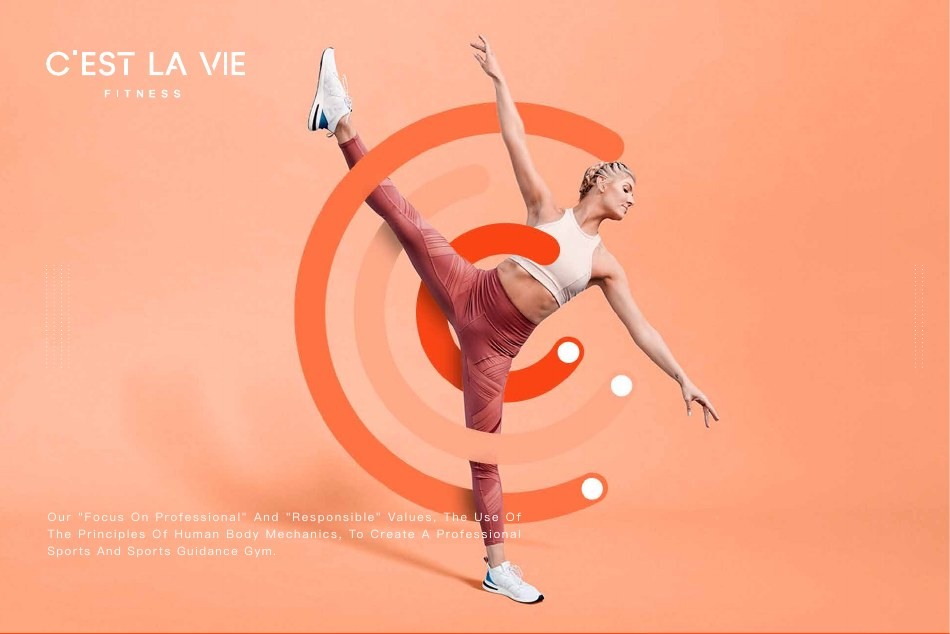 C'EST LA VIE
FITNESS
Our "Focus On Professional" And "Responsible" Values, The Use Of
The Principles Of Human Body Mechanics, To Create A Professional
Sports And Sports Guidance Gym.